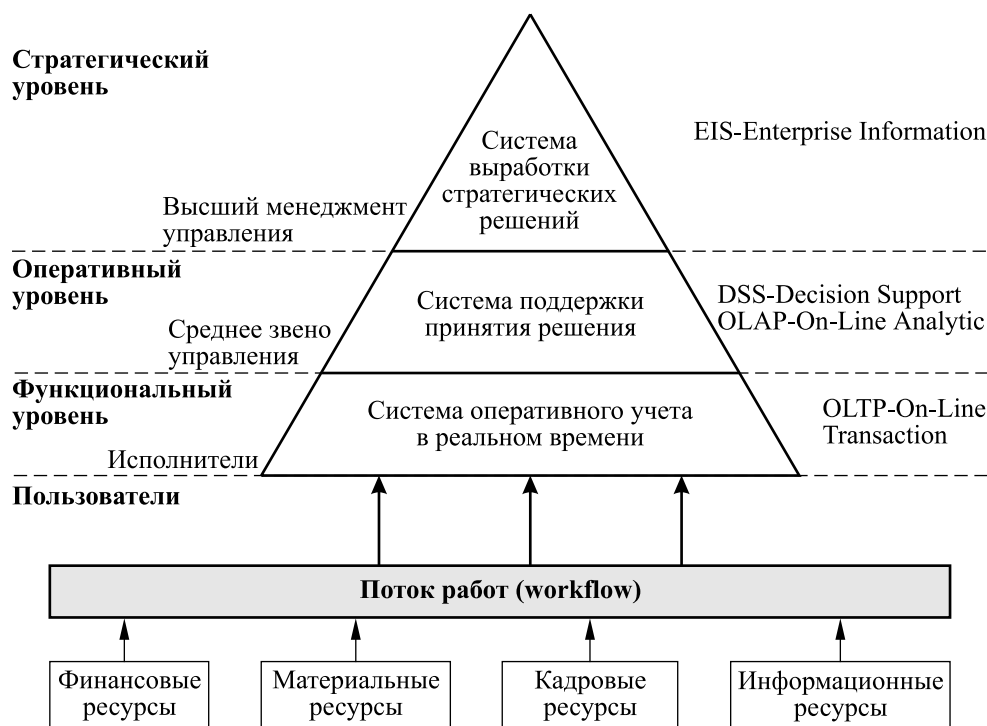 Стратегический
уровень
EIS-Enterprise Information
Система
выработки
стратегических
решений
Высший менеджмент
управления
Оперативный
уровень
Система поддержки
принятия решения
DSS-Decision Support
OLAP-On-Line Analytic
Среднее звено
управления
Функциональный
уровень
Система оперативного учета
в реальном времени
OLTP-On-Line
Transaction
Исполнители
Пользователи
Поток работ (workflow)
Финансовые
ресурсы
Материальные
ресурсы
Кадровые
ресурсы
Информационные
ресурсы